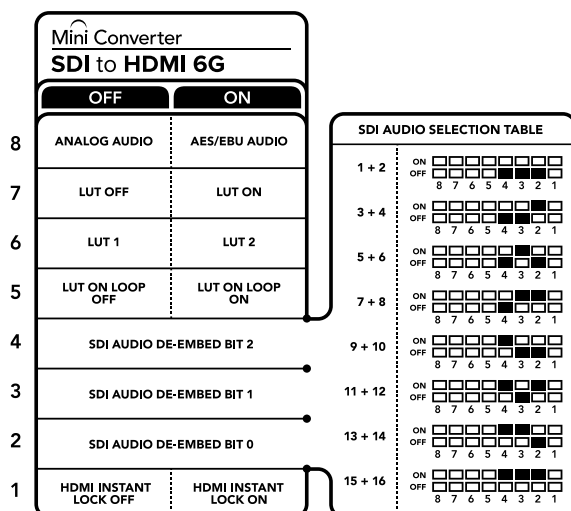 Mini Converter
SDI to HDMI 6G
OFF ON
8 ANALOG AUDIO AES/EBU AUDIO
7 LUT OFF LUT ON
6 LUT 1 LUT 2
5 LUT ON LOOP OFF LUT ON LOOP ON
4 SDI AUDIO DE-EMBED BIT 2
3 SDI AUDIO DE-EMBED BIT 1
2 SDI AUDIO DE-EMBED BIT 0
1 HDMI INSTANT LOCK OFF HDMI INSTANT LOCK ON
SDI AUDIO SELECTION TABLE
1 + 2
ON
OFF
8 7 6 5 4 3 2 1
3 + 4
ON
OFF
8 7 6 5 4 3 2 1
5 + 6
ON
OFF
8 7 6 5 4 3 2 1
7 + 8
ON
OFF
8 7 6 5 4 3 2 1
9 + 10
ON
OFF
8 7 6 5 4 3 2 1
11 + 12
ON
OFF
8 7 6 5 4 3 2 1
13 + 14
ON
OFF
8 7 6 5 4 3 2 1
15 + 16
ON
OFF
8 7 6 5 4 3 2 1